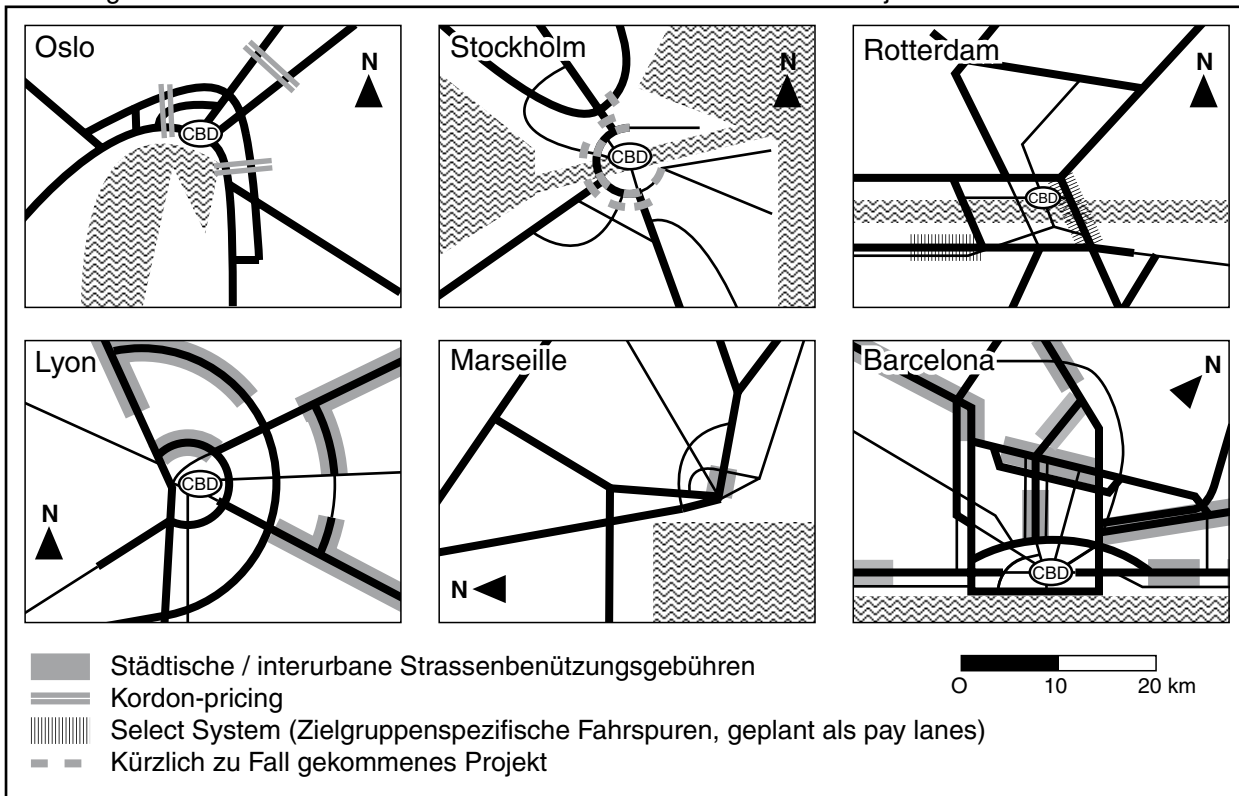 Oslo
N
CBD
Stockholm
N
CBD
Rotterdam
N
CBD
Lyon
N
CBD
Marseille
N
Barcelona
N
CBD
Städtische / interurbane Strassenbenützungsgebühren
Kordon-pricing
Select System (Zielgruppenspezifische Fahrspuren, geplant als pay lanes)
Kürzlich zu Fall gekommenes Projekt
O 10 20 km